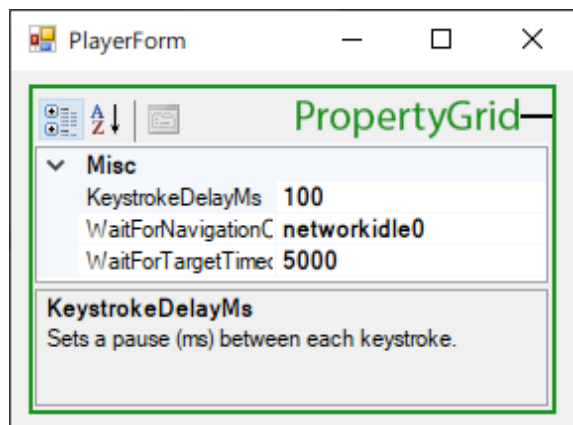 PlayerForm
A
Z
PropertyGrid
Misc
KeystrokeDelayMs 100
WaitForNavigationC networkidle0
WaitForTargetTimec 5000
KeystrokeDelayMs
Sets a pause (ms) between each keystroke.